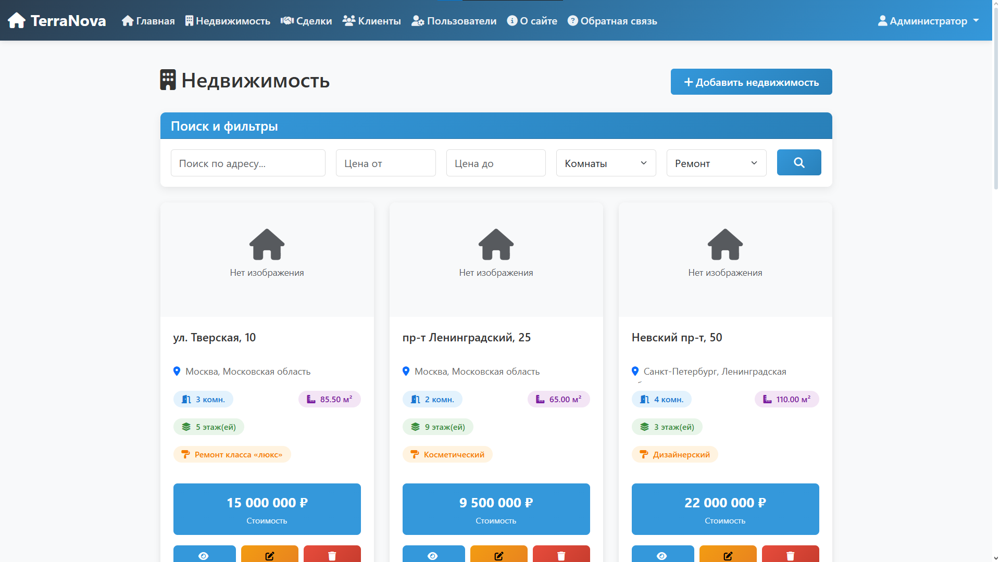 TerraNova Главная Недвижимость Сделки Клиенты Пользователи О сайте Обратная связь Администратор
Недвижимость
Добавить недвижимость
Поиск и фильтры
Поиск по адресу... Цена от Цена до Комнаты Ремонт
Нет изображения Нет изображения Нет изображения
ул. Тверская, 10 пр-т Ленинградский, 25 Невский пр-т, 50
Москва, Московская область Москва, Московская область Санкт-Петербург, Ленинградская
3 комн. 85.50 м² 2 комн. 65.00 м² 4 комн. 110.00 м²
5 этаж(ей) 9 этаж(ей) 3 этаж(ей)
Ремонт класса «люкс» Косметический Дизайнерский
15 000 000 ₽ 9 500 000 ₽ 22 000 000 ₽
Стоимость Стоимость Стоимость